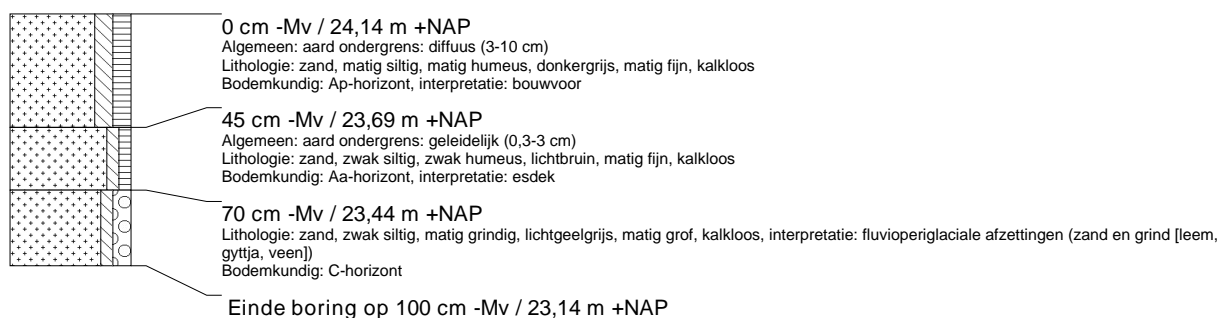 0 cm -Mv / 24,14 m +NAP
Algemeen: aard ondergrens: diffuus (3-10 cm)
Lithologie: zand, matig siltig, matig humeus, donkergrijs, matig fijn, kalkloos
Bodemkundig: Ap-horizont, interpretatie: bouwvoor
45 cm -Mv / 23,69 m +NAP
Algemeen: aard ondergrens: geleidelijk (0,3-3 cm)
Lithologie: zand, zwak siltig, zwak humeus, lichtbruin, matig fijn, kalkloos
Bodemkundig: Aa-horizont, interpretatie: esdek
70 cm -Mv / 23,44 m +NAP
Lithologie: zand, zwak siltig, matig grindig, lichtgeelgrijs, matig grof, kalkloos, interpretatie: fluvioperiglaciale afzettingen (zand en grind [leem,
gyttja, veen])
Bodemkundig: C-horizont
Einde boring op 100 cm -Mv / 23,14 m +NAP